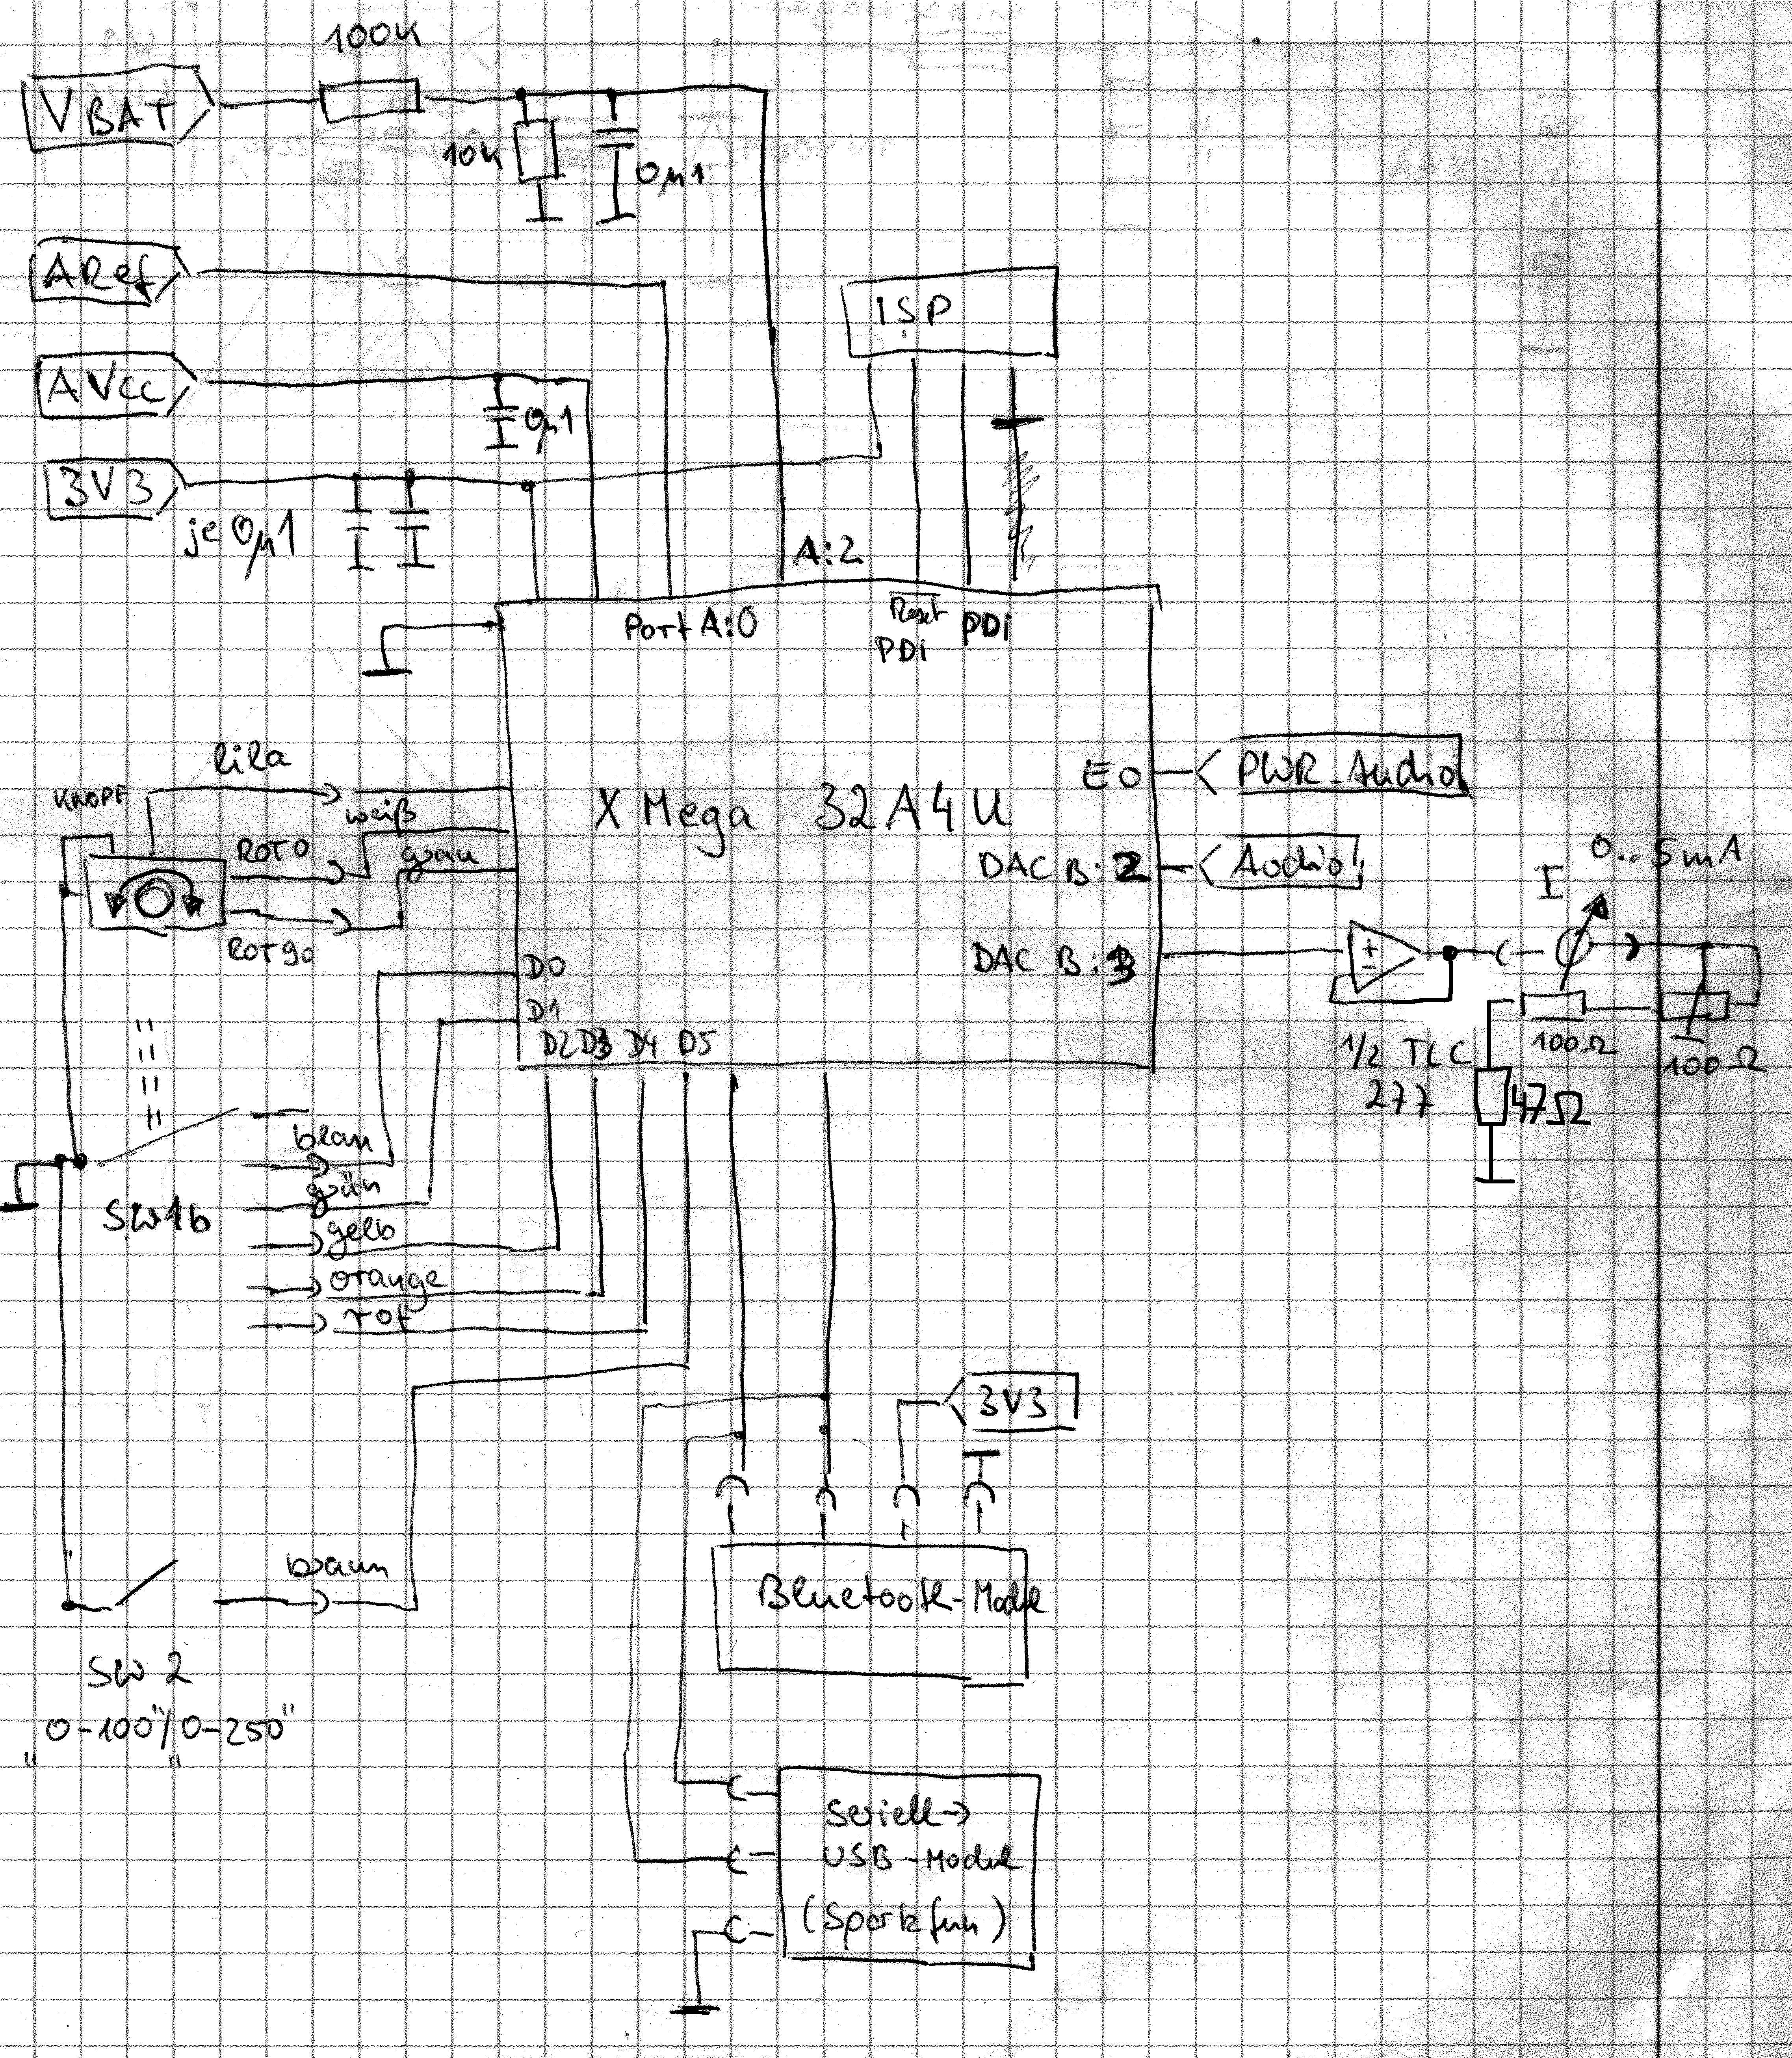 100K
VBAT
10K
0µ1
ARef
ISP
AVcc
0µ1
3V3
je 0µ1
A:2
Port A:0
Reset
PDI
PDI
lila
KNOPF
weiß
ROT0
grau
ROT90
X Mega 32A4U
E0
PWR_Audio
DAC B: 2
Audio
DAC B: 3
I
0..5mA
D0
D1
D2 D3 D4 D5
1/2 TLC
277
100Ω
100Ω
47Ω
blau
grün
SW1b
gelb
orange
rot
3V3
braun
Bluetooth-Modul
SW 2
"0-100"/"0-250"
Seriell→
USB-Modul
(Sparkfun)